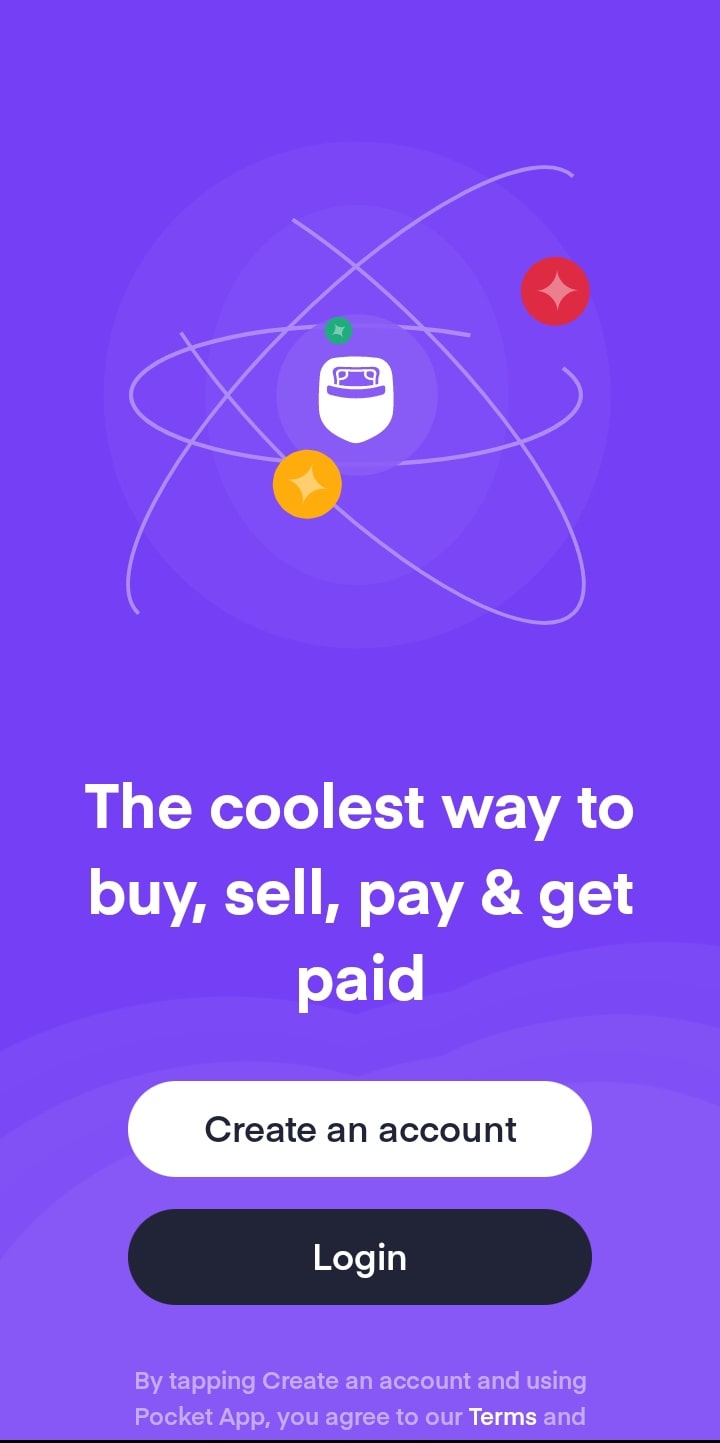 The coolest way to
buy, sell, pay & get
paid
Create an account
Login
By tapping Create an account and using
Pocket App, you agree to our Terms and